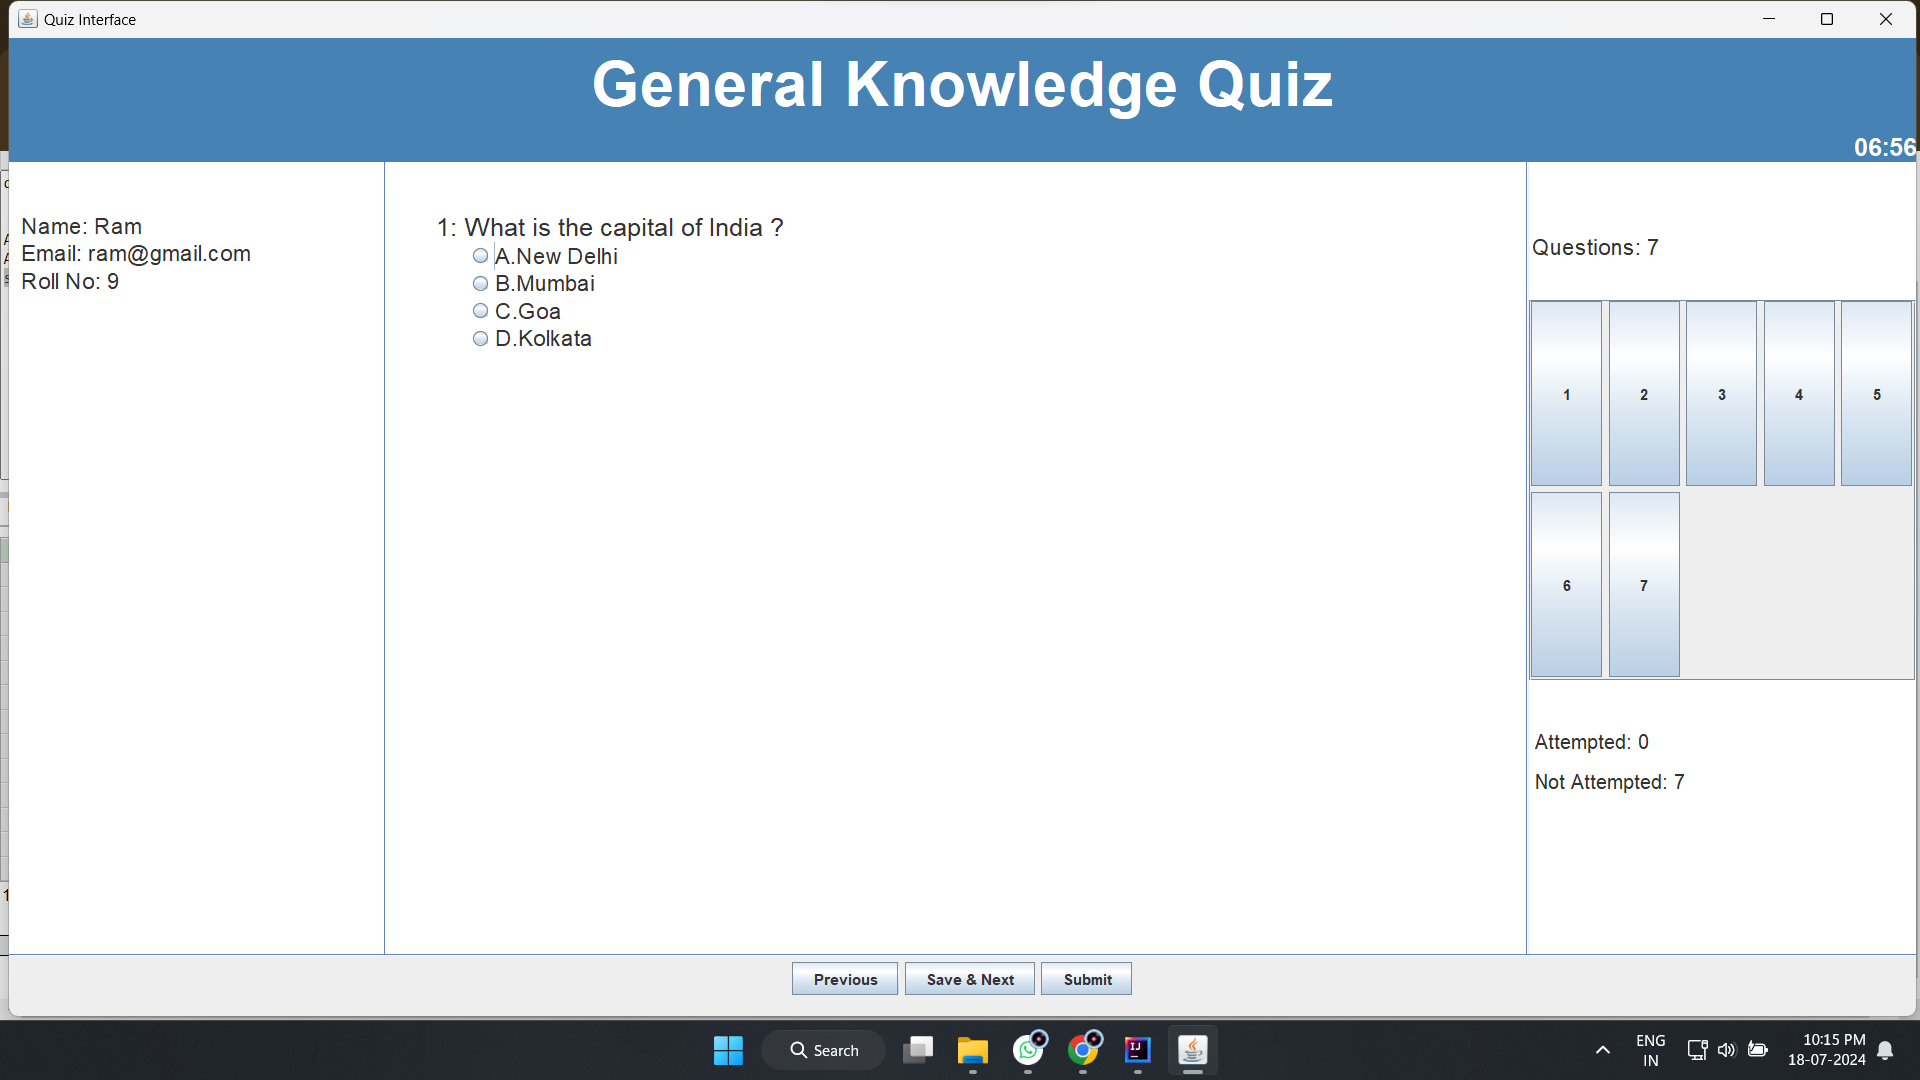 Quiz Interface
General Knowledge Quiz
06:56
Name: Ram
Email: ram@gmail.com
Roll No: 9
1: What is the capital of India ?
A.New Delhi
B.Mumbai
C.Goa
D.Kolkata
Questions: 7
1 2 3 4 5
6 7
Attempted: 0
Not Attempted: 7
Previous Save & Next Submit
Search
IJ
ENG
IN
10:15 PM
18-07-2024